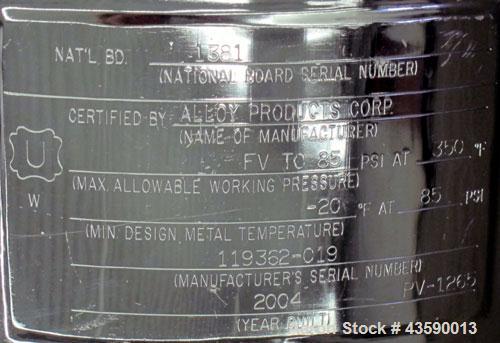 NAT'L. BD. 1381
(NATIONAL BOARD SERIAL NUMBER)
CERTIFIED BY: ALLOY PRODUCTS CORP.
(NAME OF MANUFACTURER)
U
W
FV TO 85 PSI AT 350 °F
(MAX. ALLOWABLE WORKING PRESSURE)
-20 °F AT 85 PSI
(MIN. DESIGN METAL TEMPERATURE)
119362-C19
(MANUFACTURER'S SERIAL NUMBER)
2004 PV-1265
(YEAR BUILT)
Stock # 43590013